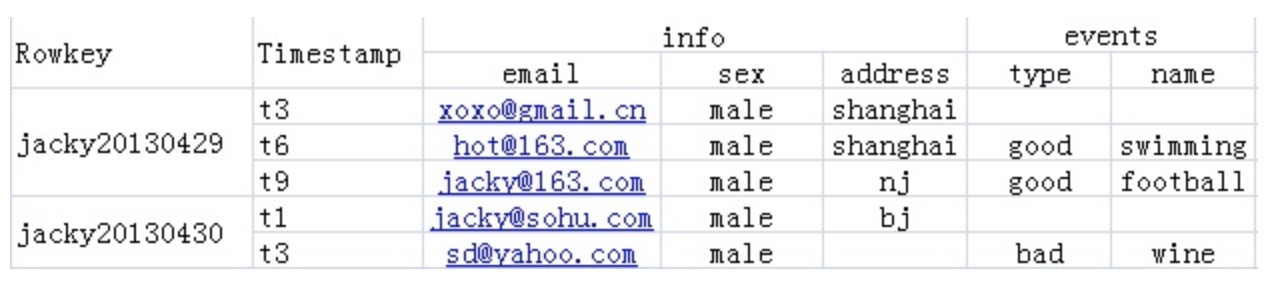 Rowkey Timestamp info events
email sex address type name
jacky20130429 t3 xoxo@gmail.cn male shanghai
t6 hot@163.com male shanghai good swimming
t9 jacky@163.com male nj good football
jacky20130430 t1 jacky@sohu.com male bj
t3 sd@yahoo.com male bad wine